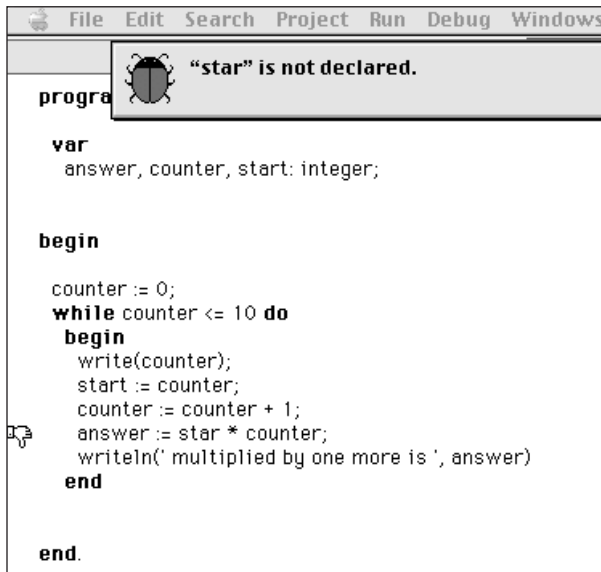 File Edit Search Project Run Debug Windows
“star” is not declared.
progra
var
answer, counter, start: integer;
begin
counter := 0;
while counter <= 10 do
begin
write(counter);
start := counter;
counter := counter + 1;
answer := star * counter;
writeln(' multiplied by one more is ', answer)
end
end.